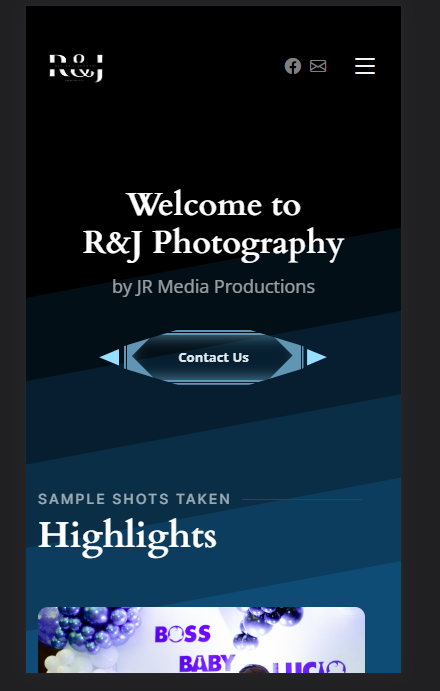 R&J
Welcome to
R&J Photography
by JR Media Productions
Contact Us
SAMPLE SHOTS TAKEN
Highlights
BOSS
BABY
LUCIO